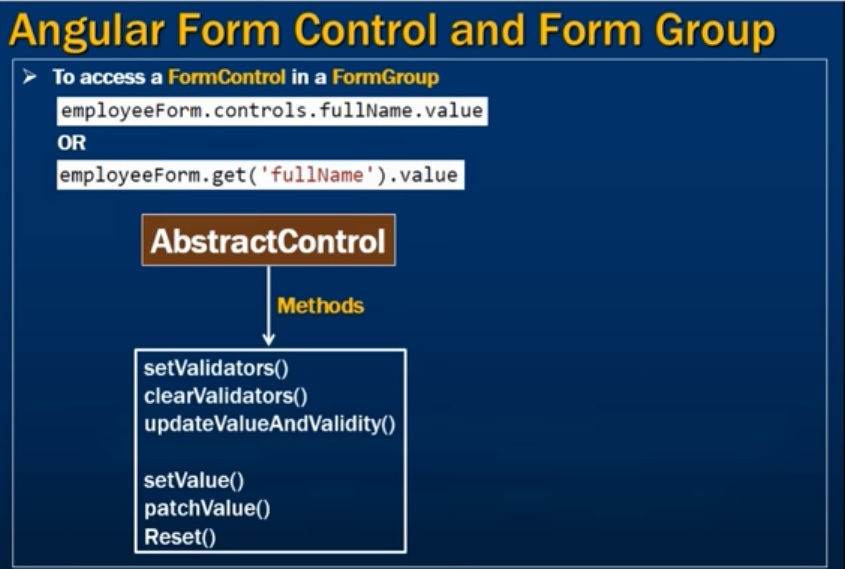 Angular Form Control and Form Group
➢ To access a FormControl in a FormGroup
employeeForm.controls.fullName.value
OR
employeeForm.get('fullName').value
AbstractControl
Methods
setValidators()
clearValidators()
updateValueAndValidity()
setValue()
patchValue()
Reset()